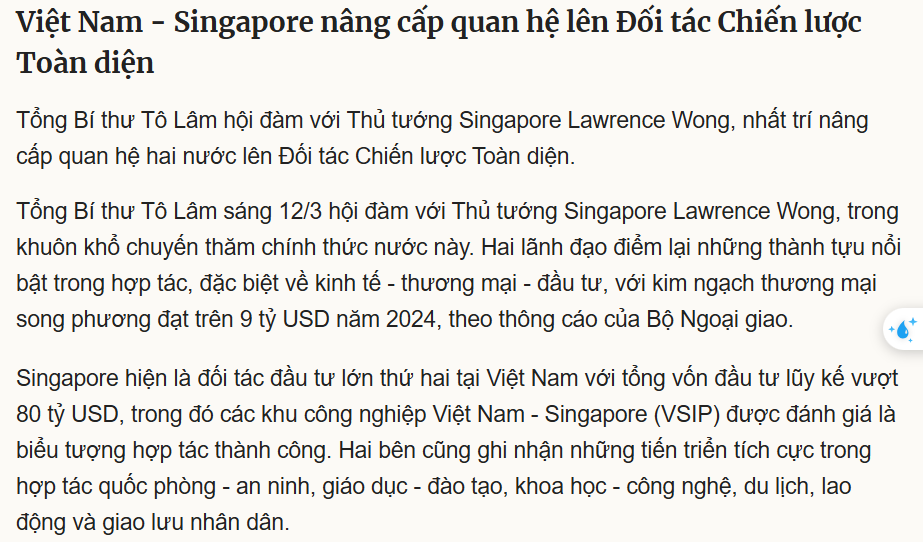 Việt Nam - Singapore nâng cấp quan hệ lên Đối tác Chiến lược
Toàn diện
Tổng Bí thư Tô Lâm hội đàm với Thủ tướng Singapore Lawrence Wong, nhất trí nâng
cấp quan hệ hai nước lên Đối tác Chiến lược Toàn diện.
Tổng Bí thư Tô Lâm sáng 12/3 hội đàm với Thủ tướng Singapore Lawrence Wong, trong
khuôn khổ chuyến thăm chính thức nước này. Hai lãnh đạo điểm lại những thành tựu nổi
bật trong hợp tác, đặc biệt về kinh tế - thương mại - đầu tư, với kim ngạch thương mại
song phương đạt trên 9 tỷ USD năm 2024, theo thông cáo của Bộ Ngoại giao.
Singapore hiện là đối tác đầu tư lớn thứ hai tại Việt Nam với tổng vốn đầu tư lũy kế vượt
80 tỷ USD, trong đó các khu công nghiệp Việt Nam - Singapore (VSIP) được đánh giá là
biểu tượng hợp tác thành công. Hai bên cũng ghi nhận những tiến triển tích cực trong
hợp tác quốc phòng - an ninh, giáo dục - đào tạo, khoa học - công nghệ, du lịch, lao
động và giao lưu nhân dân.